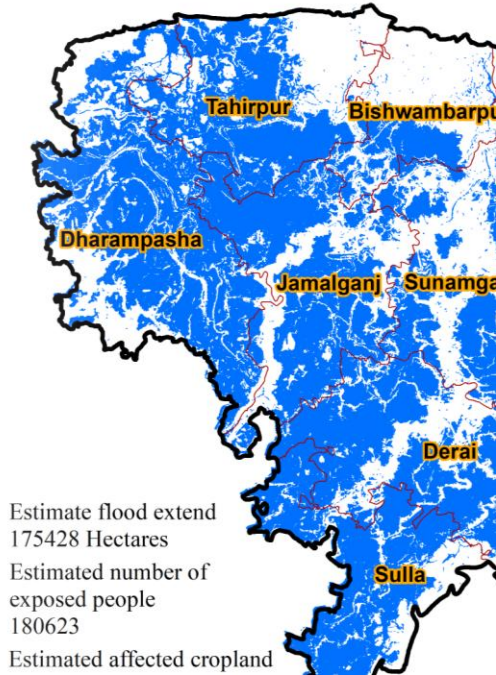 Tahirpur
Bishwambarpu
Dharampasha
Jamalganj
Sunamga
Derai
Sulla
Estimate flood extend
175428 Hectares
Estimated number of
exposed people
180623
Estimated affected cropland